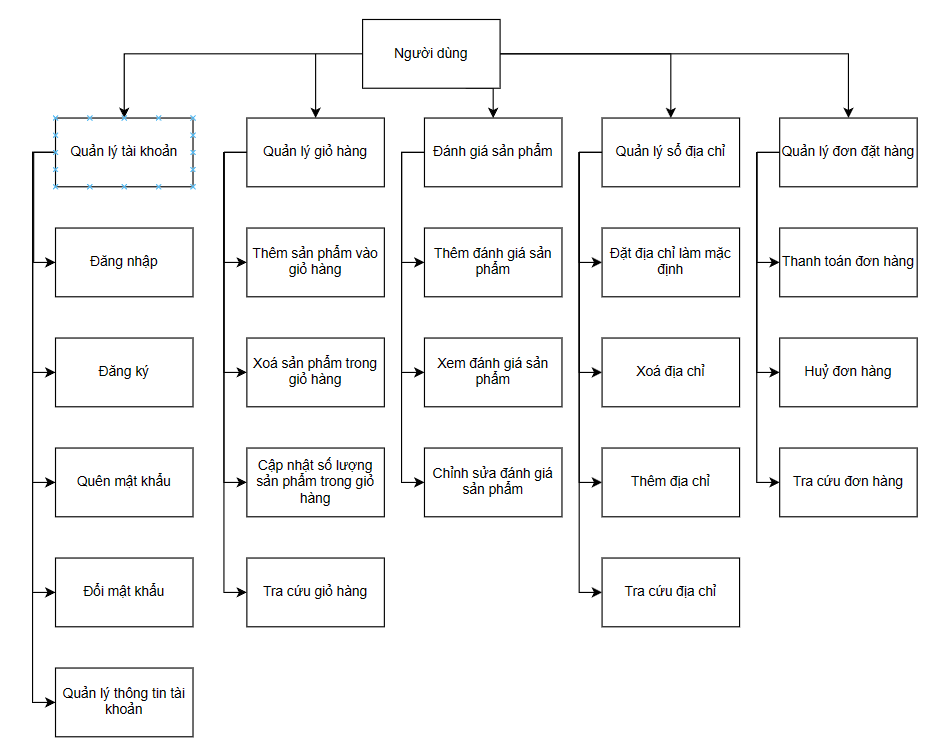 Người dùng
Quản lý tài khoản
Quản lý giỏ hàng
Đánh giá sản phẩm
Quản lý sổ địa chỉ
Quản lý đơn đặt hàng
Đăng nhập
Thêm sản phẩm vào
giỏ hàng
Thêm đánh giá sản
phẩm
Đặt địa chỉ làm mặc
định
Thanh toán đơn hàng
Đăng ký
Xoá sản phẩm trong
giỏ hàng
Xem đánh giá sản
phẩm
Xoá địa chỉ
Huỷ đơn hàng
Quên mật khẩu
Cập nhật số lượng
sản phẩm trong giỏ
hàng
Chỉnh sửa đánh giá
sản phẩm
Thêm địa chỉ
Tra cứu đơn hàng
Đổi mật khẩu
Tra cứu giỏ hàng
Tra cứu địa chỉ
Quản lý thông tin tài
khoản